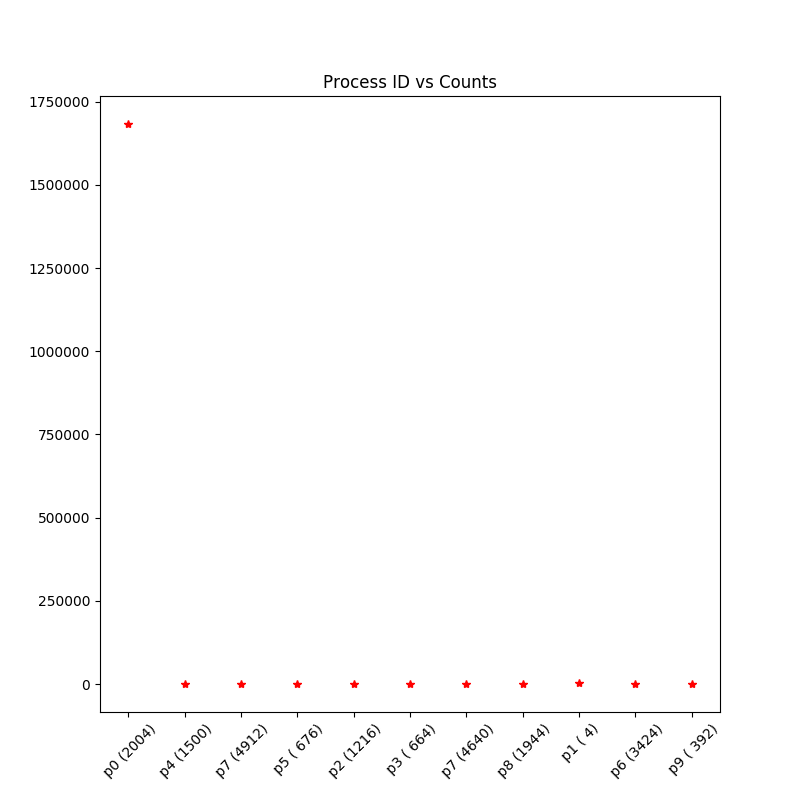 Process ID vs Counts
1750000
1500000
1250000
1000000
750000
500000
250000
0
p0 (2004)
p4 (1500)
p7 (4912)
p5 ( 676)
p2 (1216)
p3 ( 664)
p7 (4640)
p8 (1944)
p1 ( 4)
p6 (3424)
p9 ( 392)